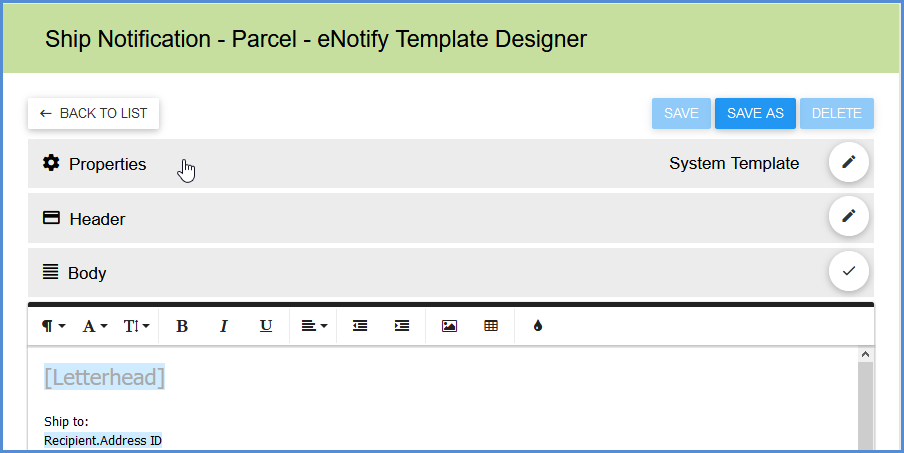 Ship Notification - Parcel - eNotify Template Designer
← BACK TO LIST SAVE SAVE AS DELETE
Properties System Template
Header
Body
¶ A T B I U
[Letterhead]
Ship to:
Recipient.Address ID